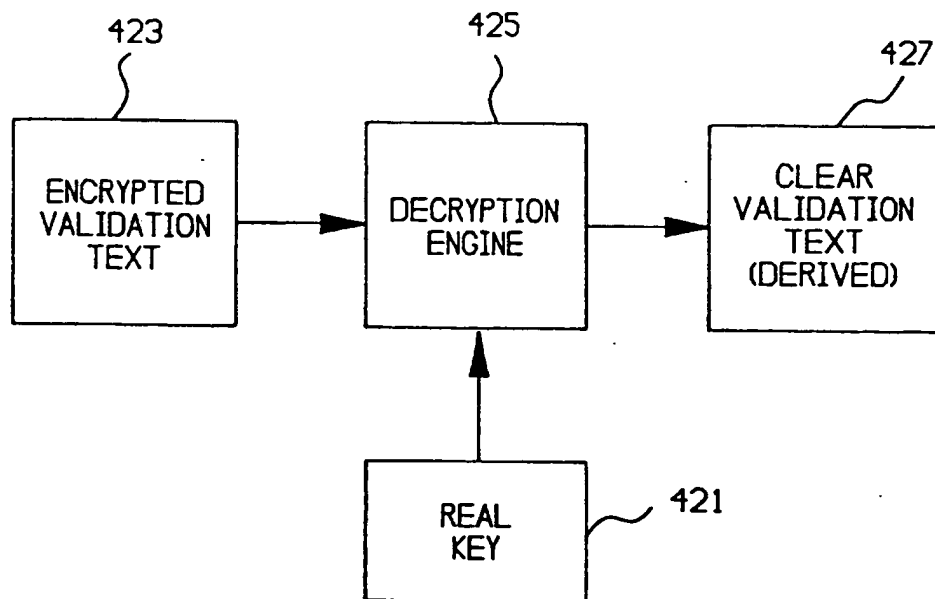 423
425
427
ENCRYPTED
VALIDATION
TEXT
DECRYPTION
ENGINE
CLEAR
VALIDATION
TEXT
(DERIVED)
REAL
KEY
421